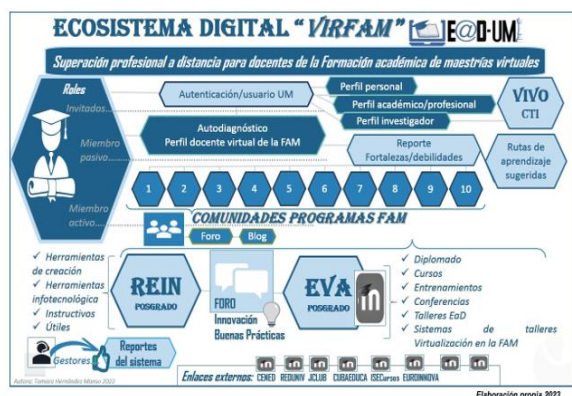 ECOSISTEMA DIGITAL "VIRFAM"
E@D-UM
Superación profesional a distancia para docentes de la Formación académica de maestrías virtuales
Roles
Invitados
Miembro pasivo
Miembro activo
Autenticación/usuario UM
Perfil personal
Perfil académico/profesional
Perfil investigador
VIVO
CTI
Autodiagnóstico
Perfil docente virtual de la FAM
Reporte
Fortalezas/debilidades
Rutas de
aprendizaje
sugeridas
1 2 3 4 5 6 7 8 9 10
COMUNIDADES PROGRAMAS FAM
Foro
Blog
✓ Herramientas
de creación
✓ Herramientas
infotecnológica
✓ Instructivos
✓ Útiles
REIN
POSGRADO
FORO
Innovación
Buenas Prácticas
EVA
POSGRADO
✓ Diplomado
✓ Cursos
✓ Entrenamientos
✓ Conferencias
✓ Talleres EaD
✓ Sistemas de talleres
Virtualización en la FAM
Gestores
Reportes
del sistema
Enlaces externos: CENED REDUNIV JCLUB CUBAEDUCA ISECursos EUROINNOVA
Autora: Tamara Hernández 2022
Elaboración propia 2023